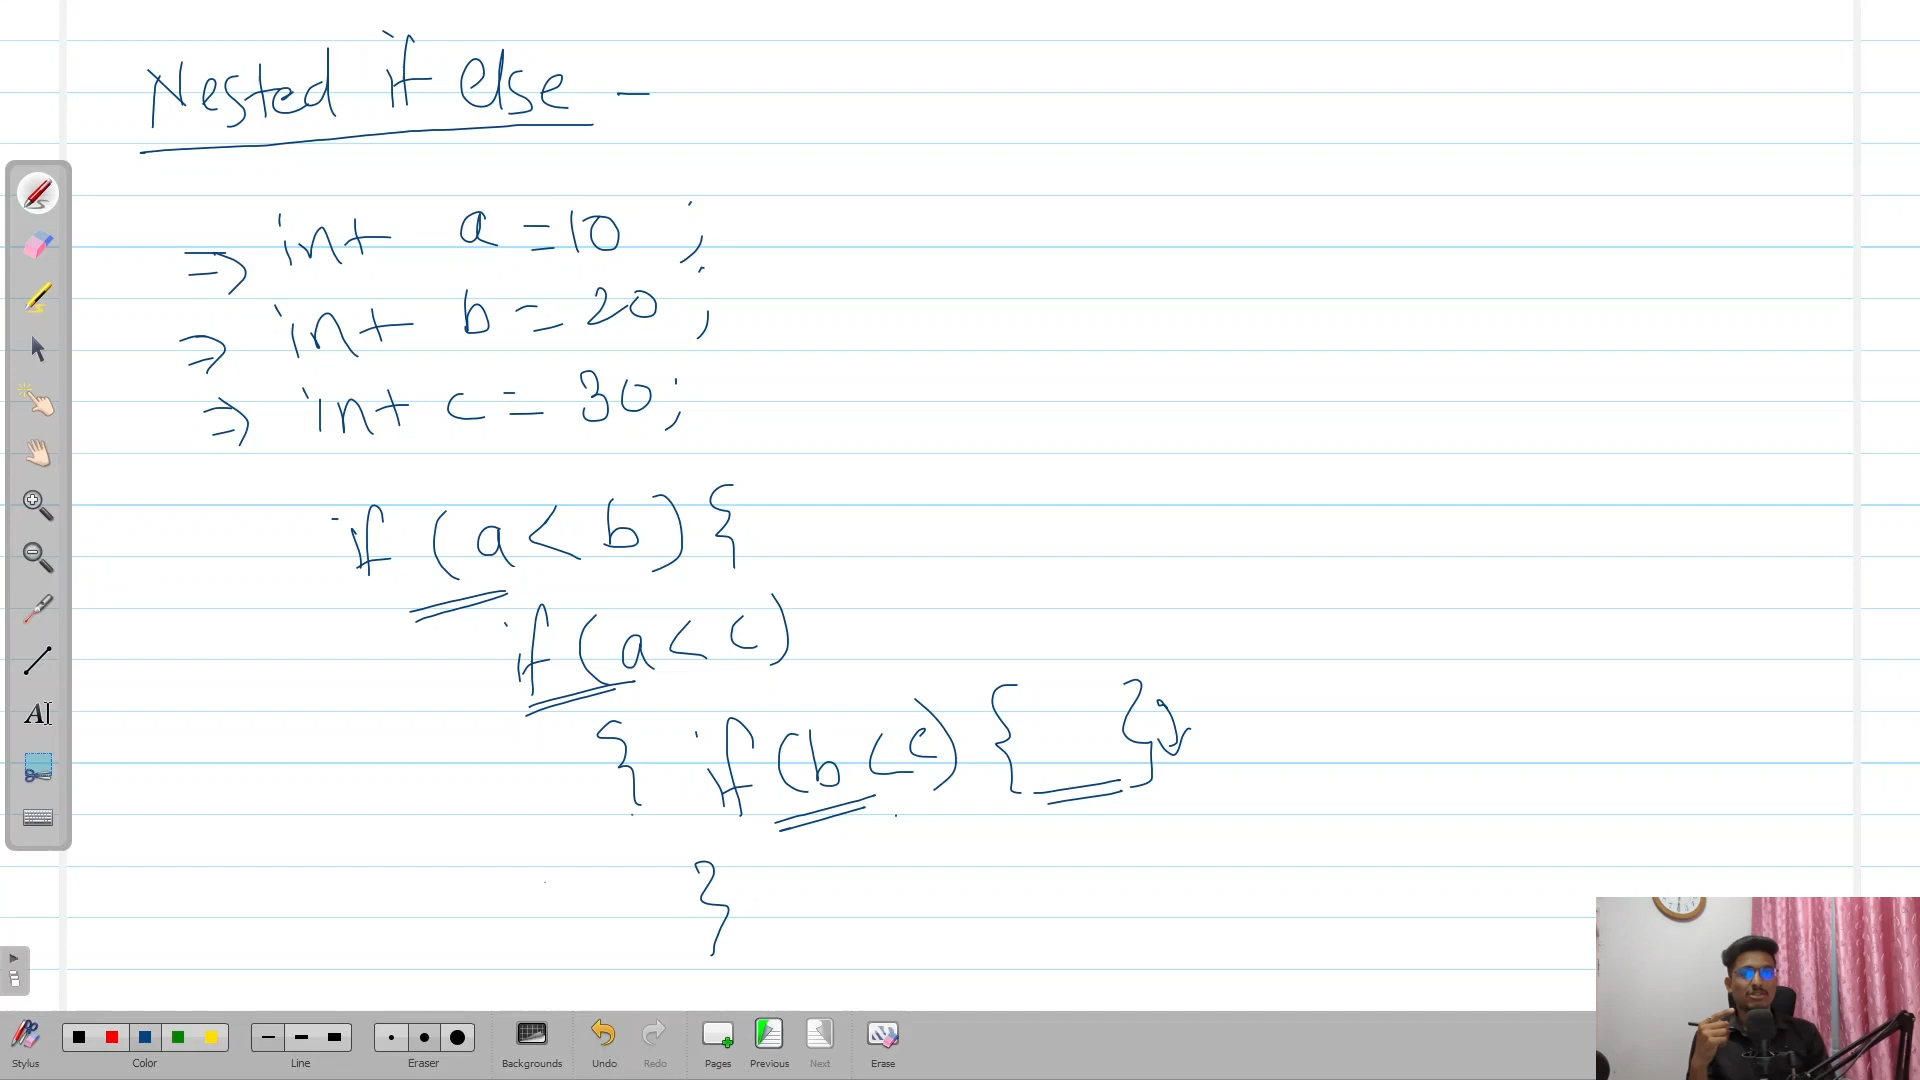 Nested if else -
⇒ int a = 10 ;
⇒ int b = 20 ;
⇒ int c = 30;
if (a < b) {
if (a < c)
{ if (b < c) { }
}
Stylus
Color
Line
Eraser
Backgrounds
Undo
Redo
Pages
Previous
Next
Erase